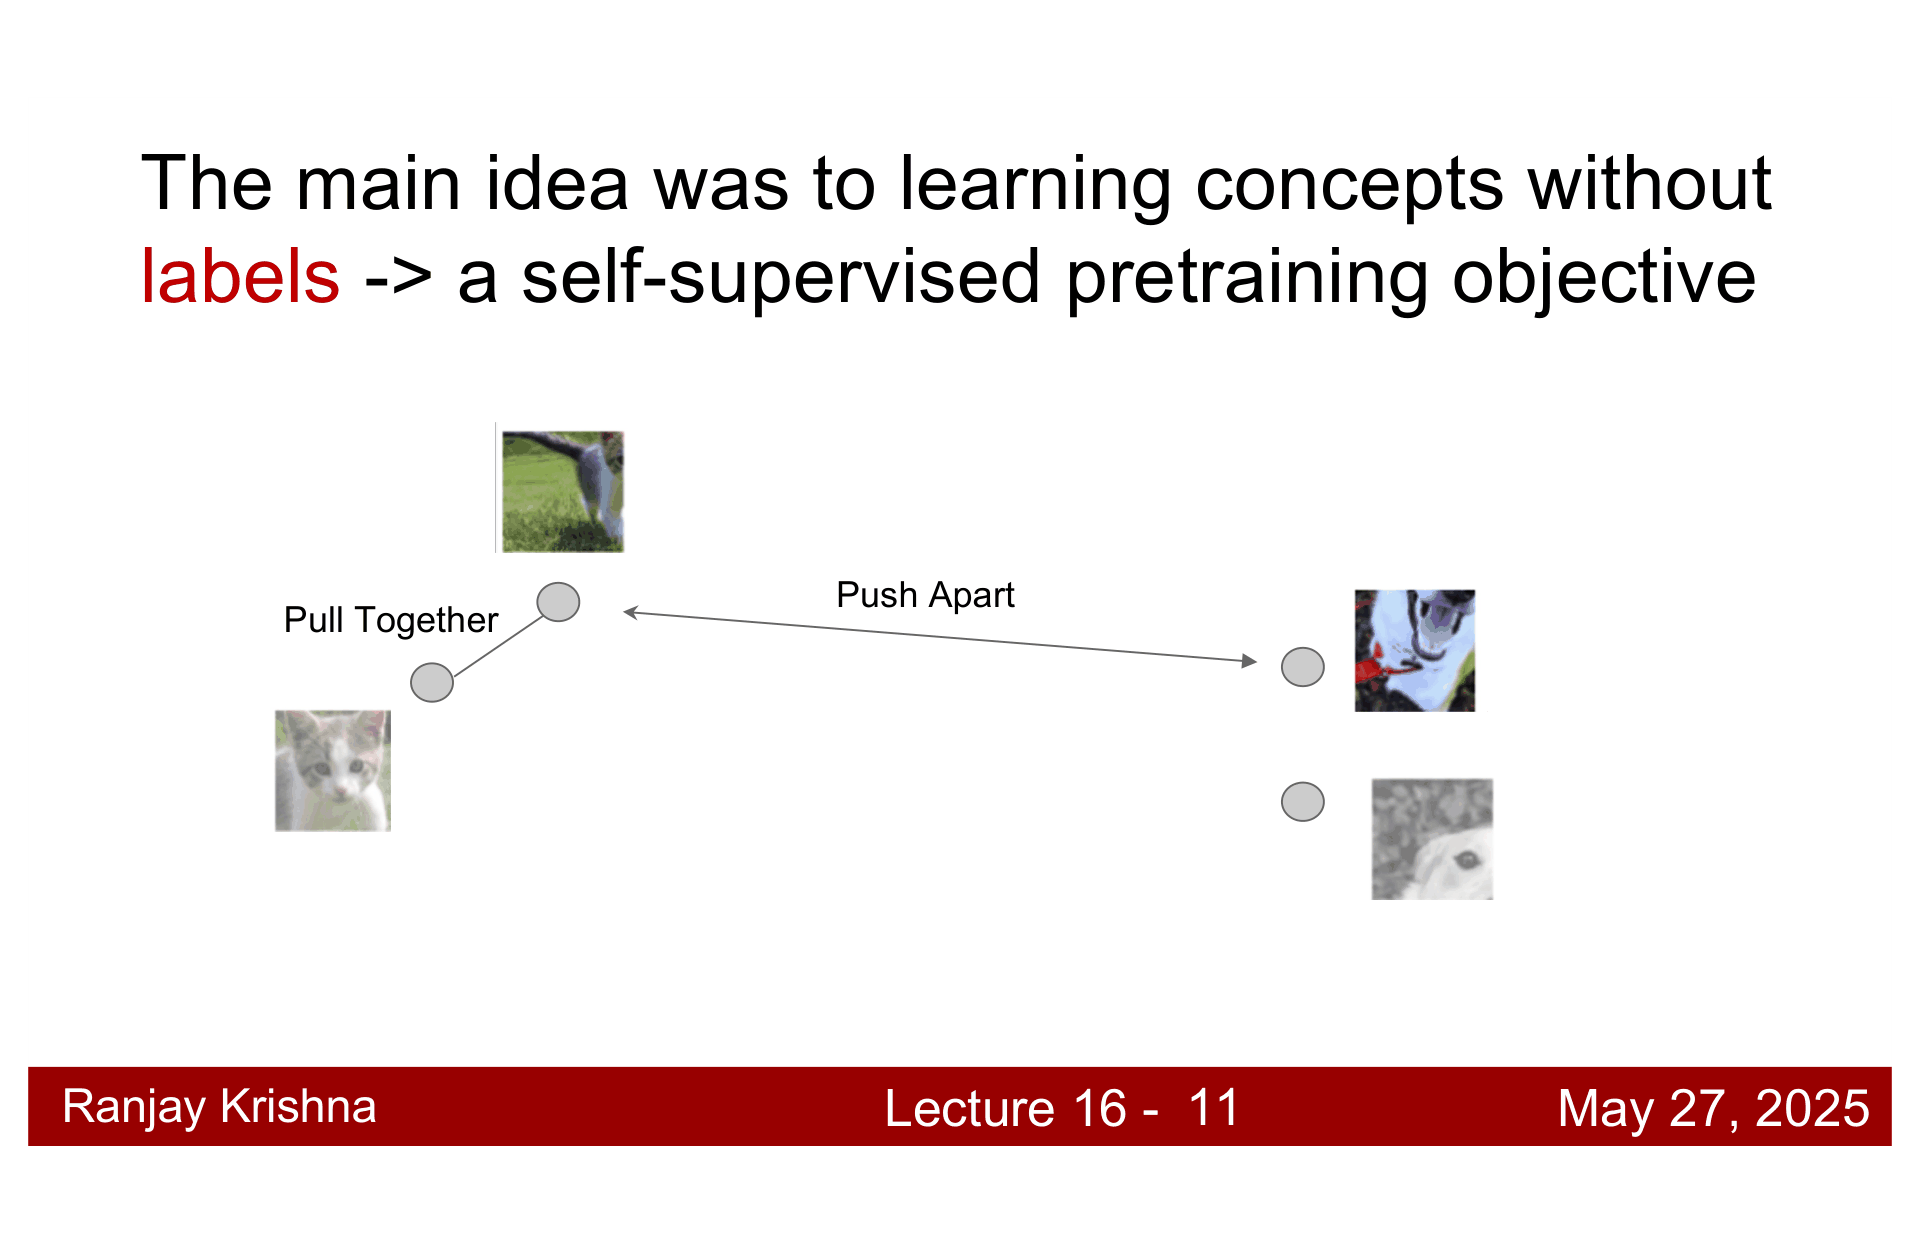 The main idea was to learning concepts without
labels -> a self-supervised pretraining objective
Push Apart
Pull Together
Ranjay Krishna
Lecture 16 - 11
May 27, 2025